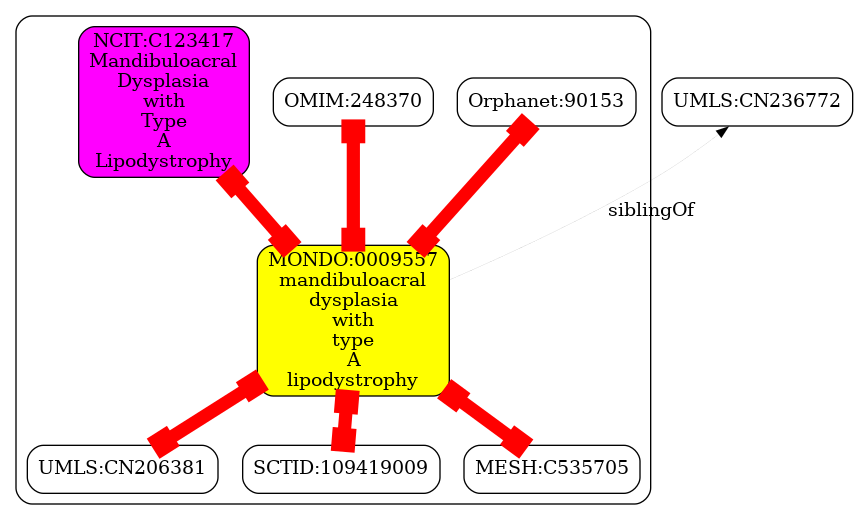 NCIT:C123417
Mandibuloacral
Dysplasia
with
Type
A
Lipodystrophy
OMIM:248370
Orphanet:90153
UMLS:CN236772
siblingOf
MONDO:0009557
mandibuloacral
dysplasia
with
type
A
lipodystrophy
UMLS:CN206381
SCTID:109419009
MESH:C535705